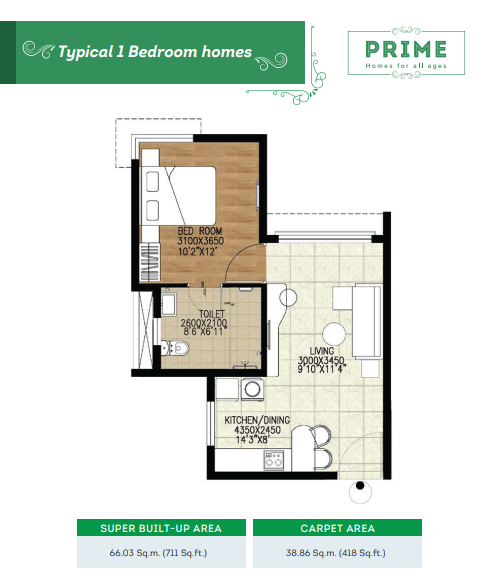 Typical 1 Bedroom homes
PRIME
Homes for all ages
BED ROOM
3100X3650
10'2"X12'
TOILET
2600X2100
8'6"X6'11"
LIVING
3000X3450
9'10"X11'4"
KITCHEN/DINING
4350X2450
14'3"X8'
SUPER BUILT-UP AREA
66.03 Sq.m. (711 Sq.ft.)
CARPET AREA
38.86 Sq.m. (418 Sq.ft.)